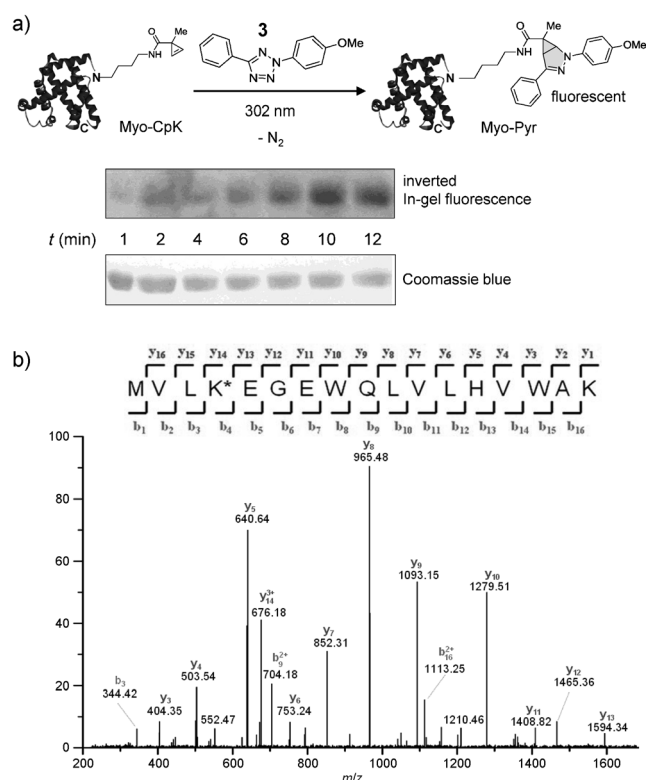 a)
3
Me
O
HN
N
C
Myo-CpK
N
N
N=N
N
OMe
302 nm
- N2
O
Me
NH
N
N
N
OMe
fluorescent
C
Myo-Pyr
inverted
In-gel fluorescence
t (min) 1 2 4 6 8 10 12
Coomassie blue
b)
y16 y15 y14 y13 y12 y11 y10 y9 y8 y7 y6 y5 y4 y3 y2 y1
M V L K* E G E W Q L V L H V W A K
b1 b2 b3 b4 b5 b6 b7 b8 b9 b10 b11 b12 b13 b14 b15 b16
100
80
60
40
20
0
b3
344.42
y3
404.35
y4
503.54
552.47
y5
640.64
y14 3+
676.18
b9 2+
704.18
y6
753.24
y7
852.31
y8
965.48
y9
1093.15
b16 2+
1113.25
1210.46
y10
1279.51
y11
1408.82
y12
1465.36
y13
1594.34
200 400 600 800 1000 1200 1400 1600
m/z